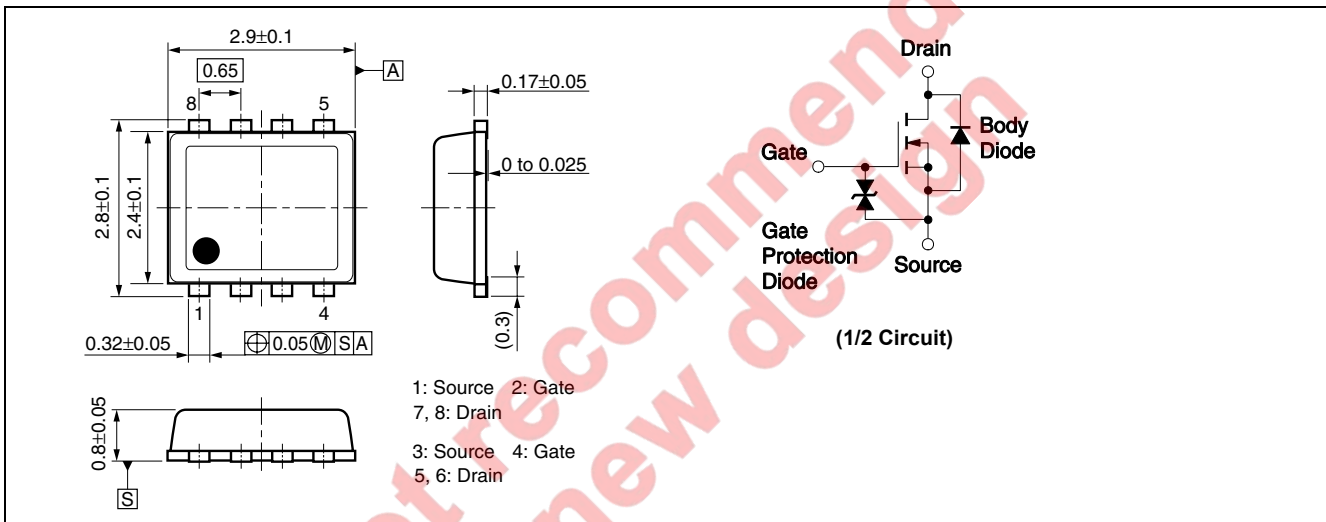 2.9±0.1
0.65
A
8
5
2.8±0.1
2.4±0.1
1
4
0.32±0.05
0.05 M S A
0.17±0.05
0 to 0.025
(0.3)
0.8±0.05
S
1: Source 2: Gate
7, 8: Drain
3: Source 4: Gate
5, 6: Drain
Drain
Body
Diode
Gate
Gate
Protection
Diode
Source
(1/2 Circuit)
t recommend
new design